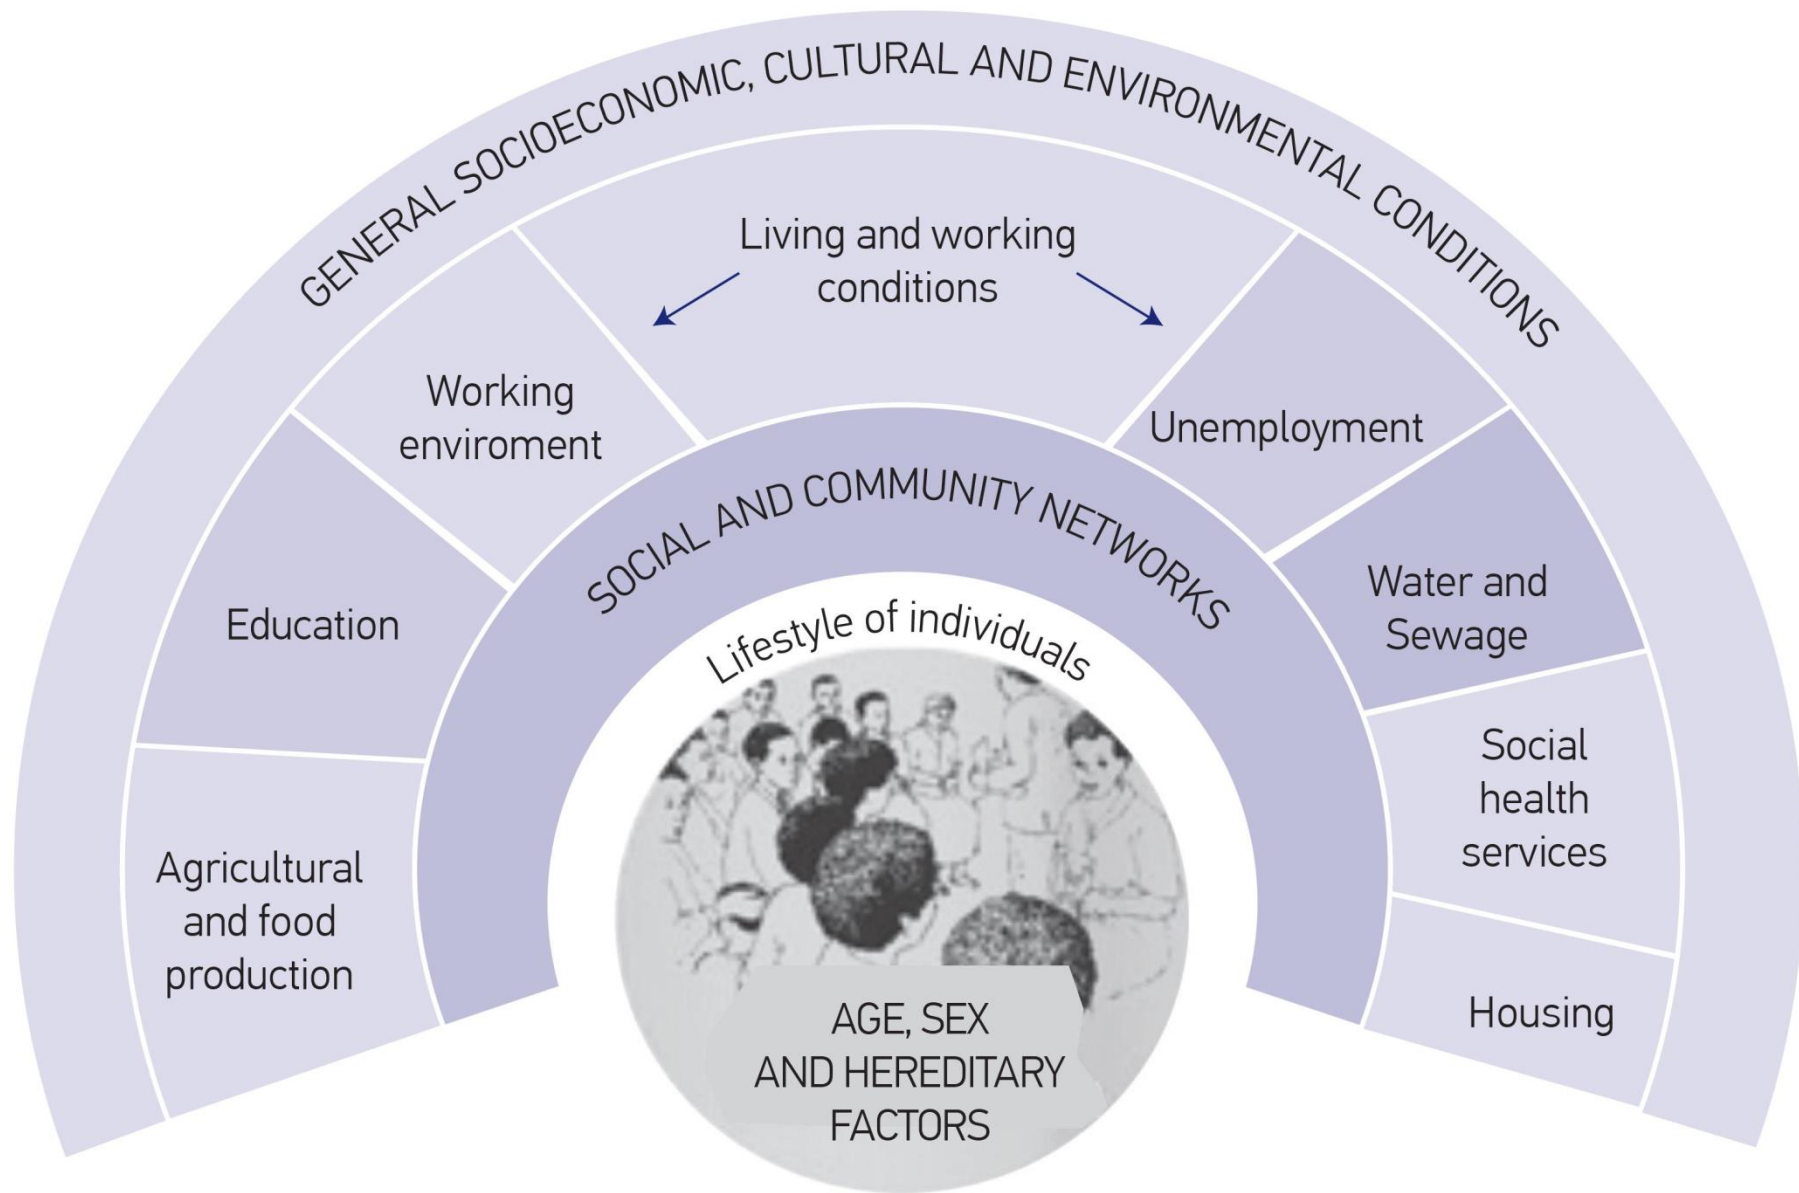 GENERAL SOCIOECONOMIC, CULTURAL AND ENVIRONMENTAL CONDITIONS
Living and working
conditions
Working
enviroment
Unemployment
Education
Water and
Sewage
Agricultural
and food
production
Social
health
services
Housing
SOCIAL AND COMMUNITY NETWORKS
Lifestyle of individuals
AGE, SEX
AND HEREDITARY
FACTORS